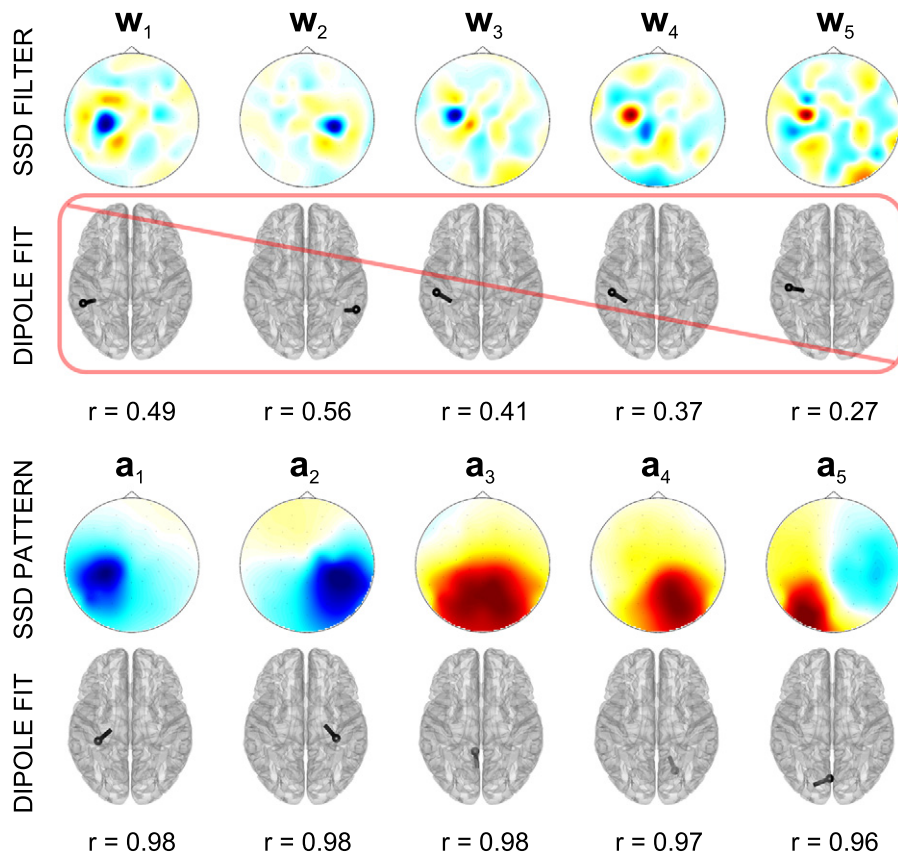 w1 w2 w3 w4 w5
SSD FILTER
DIPOLE FIT
r = 0.49 r = 0.56 r = 0.41 r = 0.37 r = 0.27
a1 a2 a3 a4 a5
SSD PATTERN
DIPOLE FIT
r = 0.98 r = 0.98 r = 0.98 r = 0.97 r = 0.96